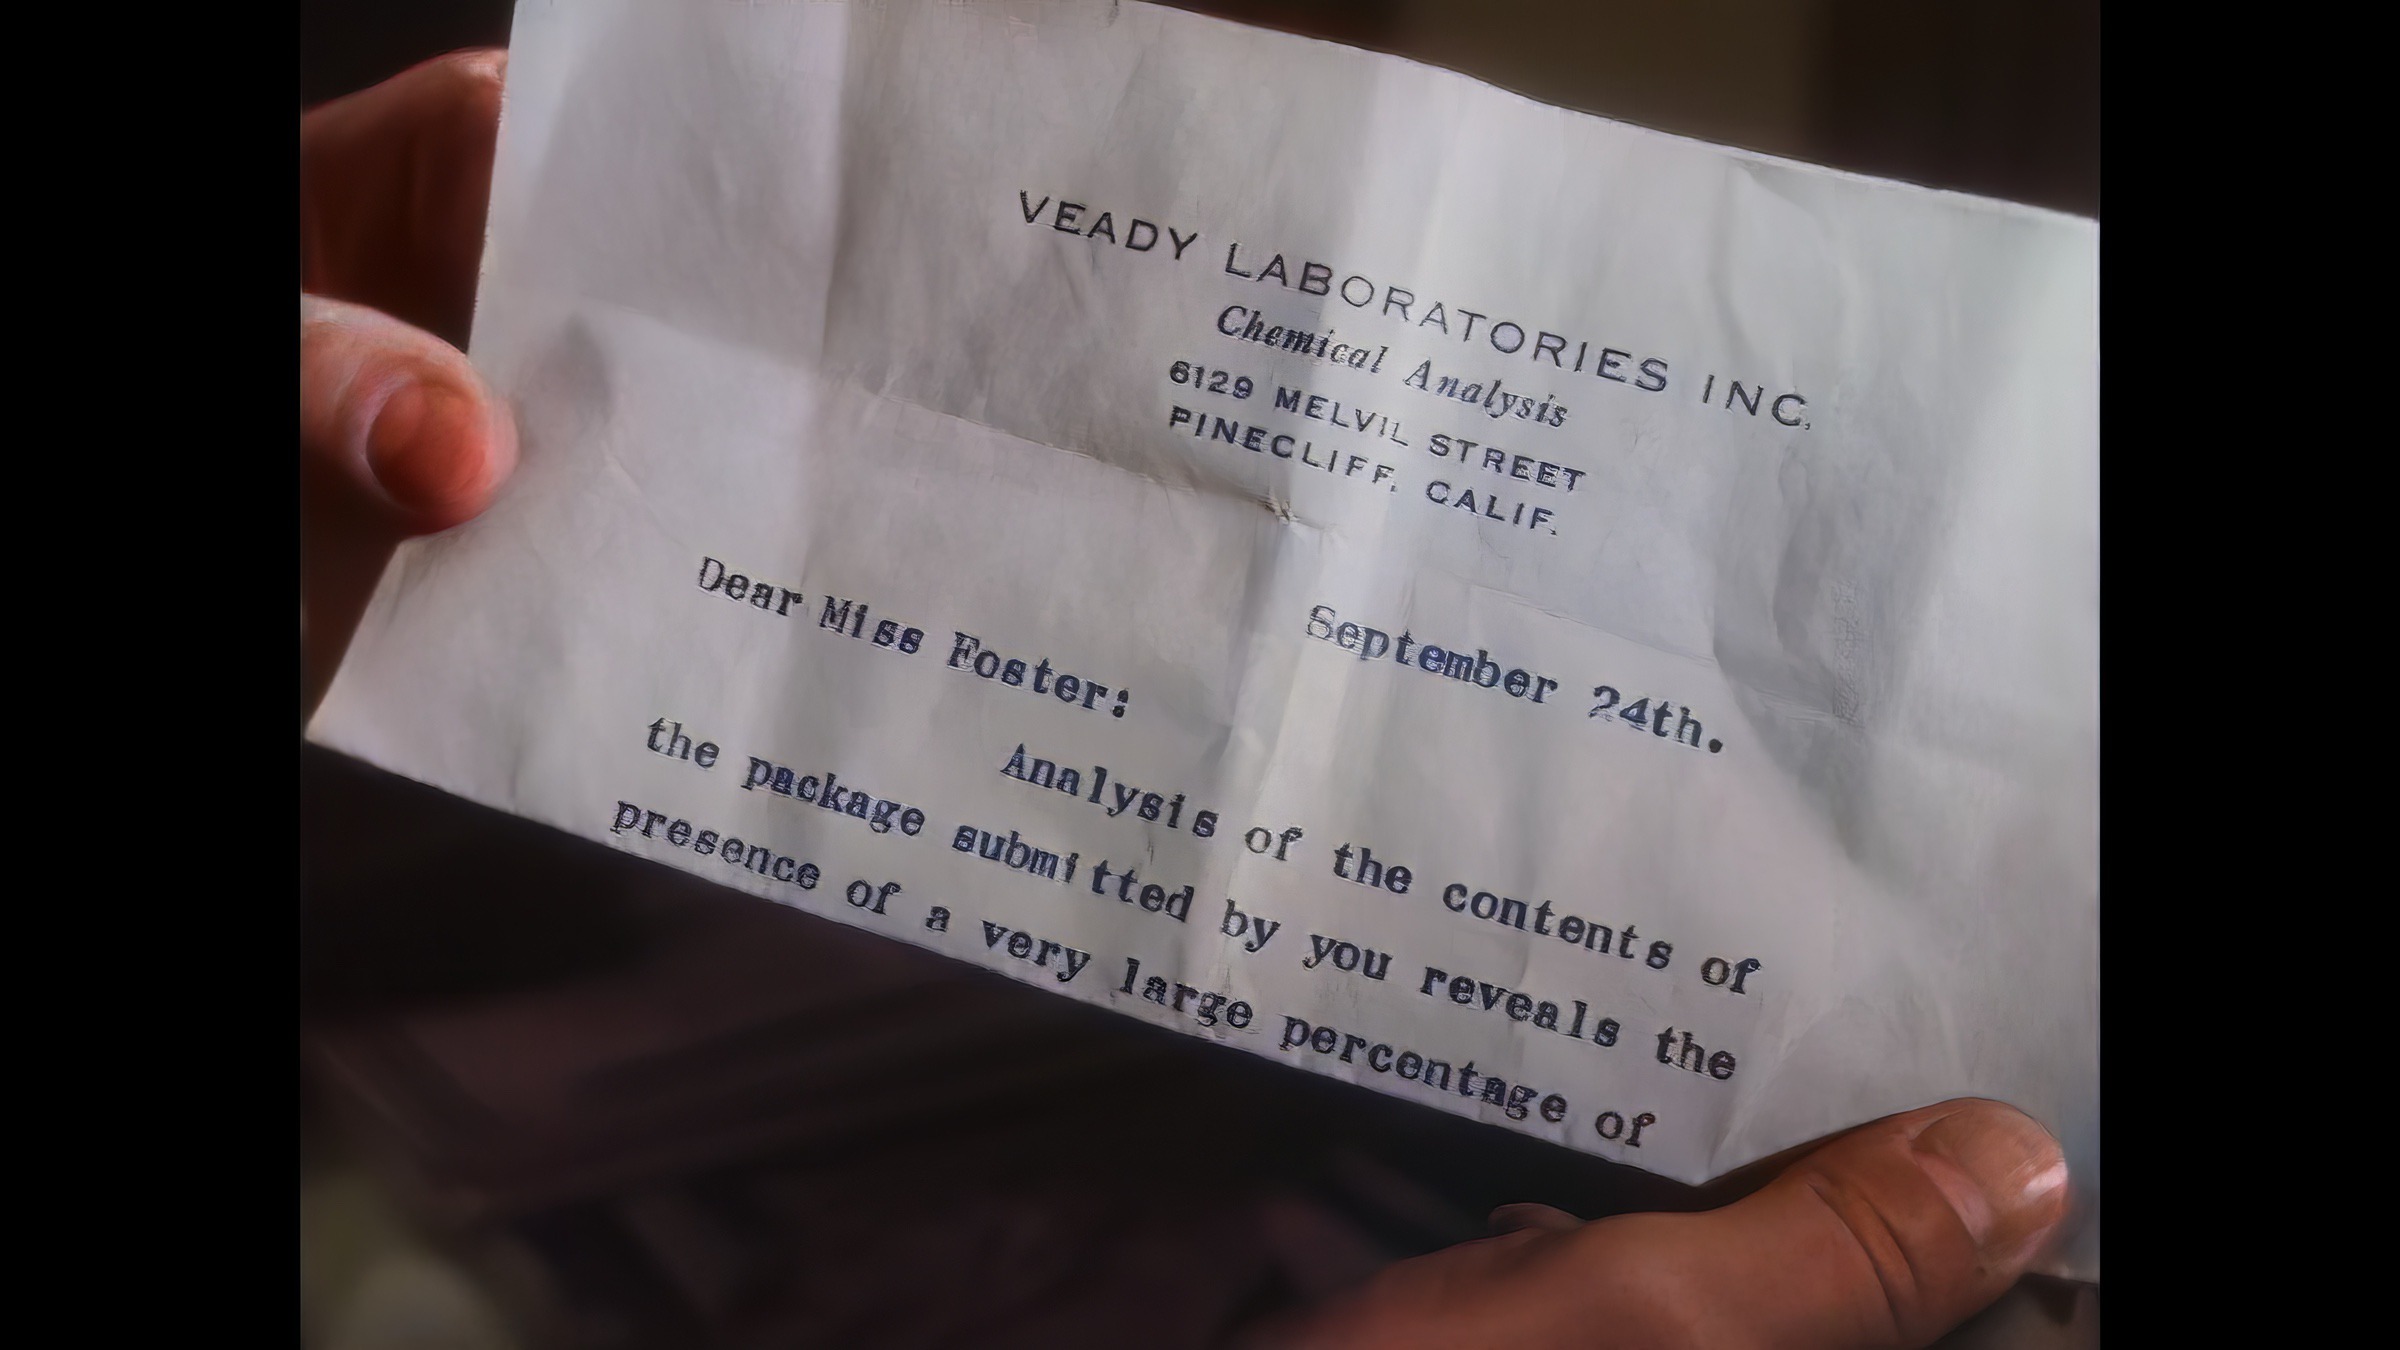 VEADY LABORATORIES INC.
Chemical Analysis
6129 MELVIL STREET
PINECLIFF, CALIF.
September 24th.
Dear Miss Foster:
Analysis of the contents of
the package submitted by you reveals the
presence of a very large percentage of